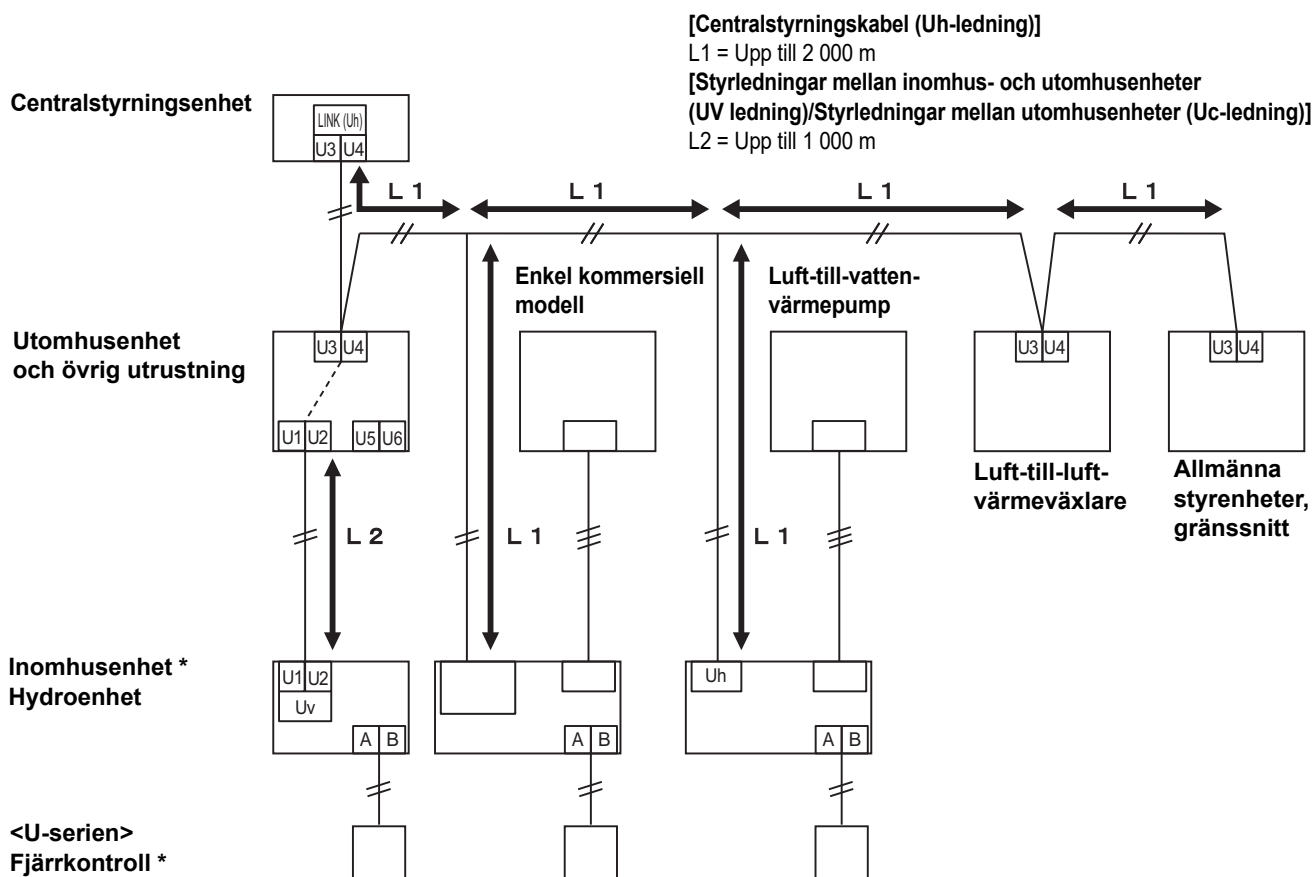 [Centralstyrningskabel (Uh-ledning)]
L1 = Upp till 2 000 m
[Styrledningar mellan inomhus- och utomhusenheter
(UV ledning)/Styrledningar mellan utomhusenheter (Uc-ledning)]
L2 = Upp till 1 000 m
Centralstyrningsenhet
LINK (Uh)
U3 U4
L 1
L 1
L 1
L 1
Enkel kommersiell
modell
Luft-till-vatten-
värmepump
Utomhusenhet
och övrig utrustning
U3 U4
U1 U2
U5 U6
U3 U4
U3 U4
Luft-till-luft-
värmeväxlare
Allmänna
styrenheter,
gränssnitt
L 2
L 1
L 1
Inomhusenhet *
Hydroenhet
U1 U2
Uv
A B
A B
Uh
A B
<U-serien>
Fjärrkontroll *